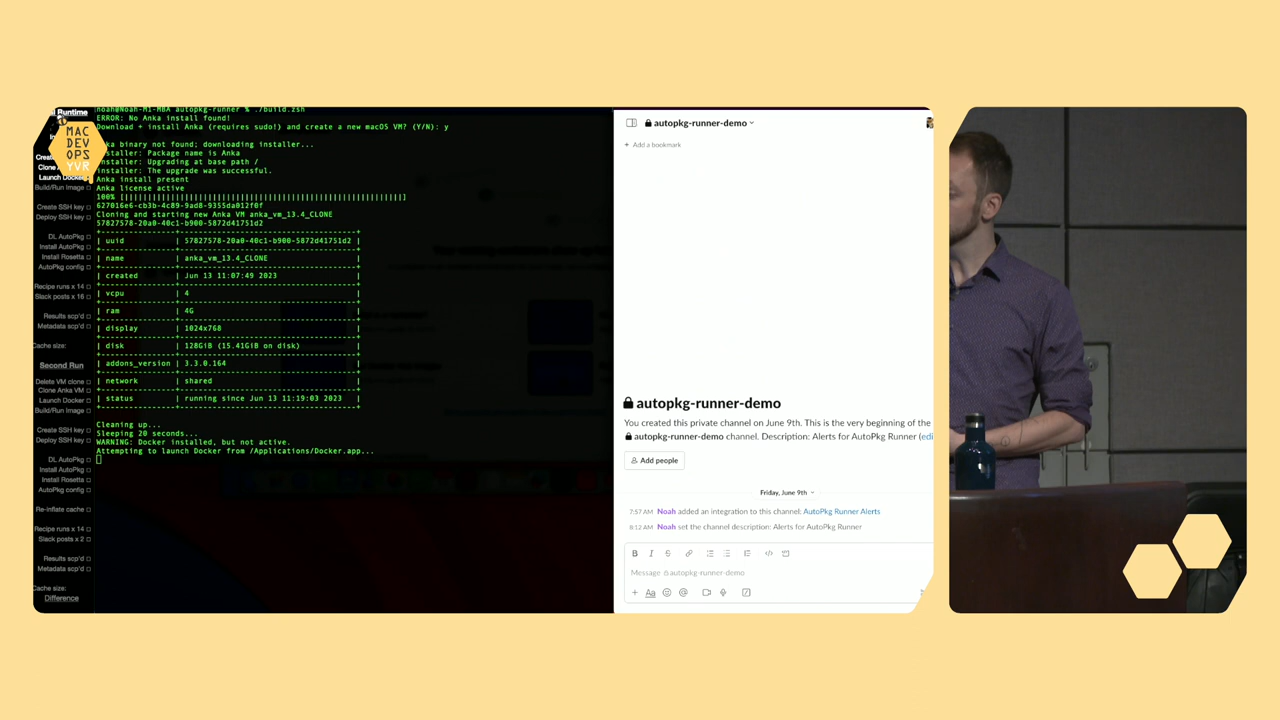 Runtime
MAC
DEV
OPS
YVR
Launch Docker
Build/Run Image
Create SSH key
Deploy SSH key
DL AutoPkg
Install AutoPkg
Install Rosetta
AutoPkg config
Recipe runs x 14
Slack posts x 16
Results scp'd
Metadata scp'd
Cache size:
Second Run
Delete VM clone
Clone Anka VM
Launch Docker
Build/Run Image
Create SSH key
Deploy SSH key
DL AutoPkg
Install AutoPkg
Install Rosetta
AutoPkg config
Re-inflate cache
Recipe runs x 14
Slack posts x 2
Results scp'd
Metadata scp'd
Cache size:
Difference
noah@Noah-M1-MBA autopkg-runner % ./build.zsh
ERROR: No Anka install found!
Download + install Anka (requires sudo!) and create a new macOS VM? (Y/N): y
binary not found; downloading installer...
Package name is Anka
installer: Upgrading at base path /
installer: The upgrade was successful.
Anka install present
Anka license active
100% [||||||||||||||||||||||||||||||||||||||||||||||||||||||||||||||||||]
627016e6-cb3b-4c89-9ad8-9355da012f0f
Cloning and starting new Anka VM anka_vm_13.4_CLONE
57827578-20a0-40c1-b900-5872d41751d2
| uuid | 57827578-20a0-40c1-b900-5872d41751d2 |
| name | anka_vm_13.4_CLONE |
| created | Jun 13 11:07:49 2023 |
| vcpu | 4 |
| ram | 4G |
| display | 1024x768 |
| disk | 128GiB (15.41GiB on disk) |
| addons_version | 3.3.0.164 |
| network | shared |
| status | running since Jun 13 11:19:03 2023 |
Cleaning up...
Sleeping 20 seconds...
WARNING: Docker installed, but not active.
Attempting to launch Docker from /Applications/Docker.app...
autopkg-runner-demo
+ Add a bookmark
autopkg-runner-demo
You created this private channel on June 9th. This is the very beginning of the
autopkg-runner-demo channel. Description: Alerts for AutoPkg Runner (edi
Add people
Friday, June 9th
7:57 AM Noah added an integration to this channel: AutoPkg Runner Alerts
8:12 AM Noah set the channel description: Alerts for AutoPkg Runner
B I S
Message autopkg-runner-demo
+ Aa @